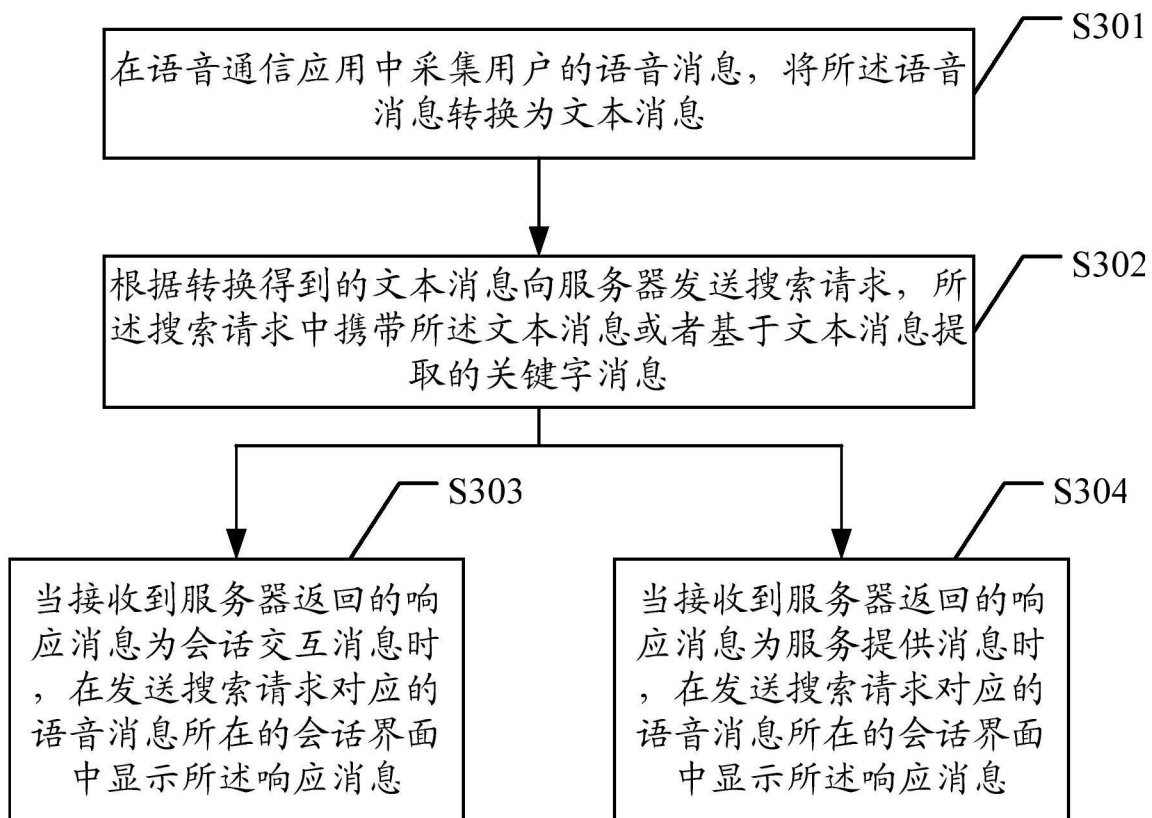 S301
在语音通信应用中采集用户的语音消息，将所述语音
消息转换为文本消息
S302
根据转换得到的文本消息向服务器发送搜索请求，所
述搜索请求中携带所述文本消息或者基于文本消息提
取的关键字消息
S303
当接收到服务器返回的响
应消息为会话交互消息时
，在发送搜索请求对应的
语音消息所在的会话界面
中显示所述响应消息
S304
当接收到服务器返回的响
应消息为服务提供消息时
，在发送搜索请求对应的
语音消息所在的会话界面
中显示所述响应消息